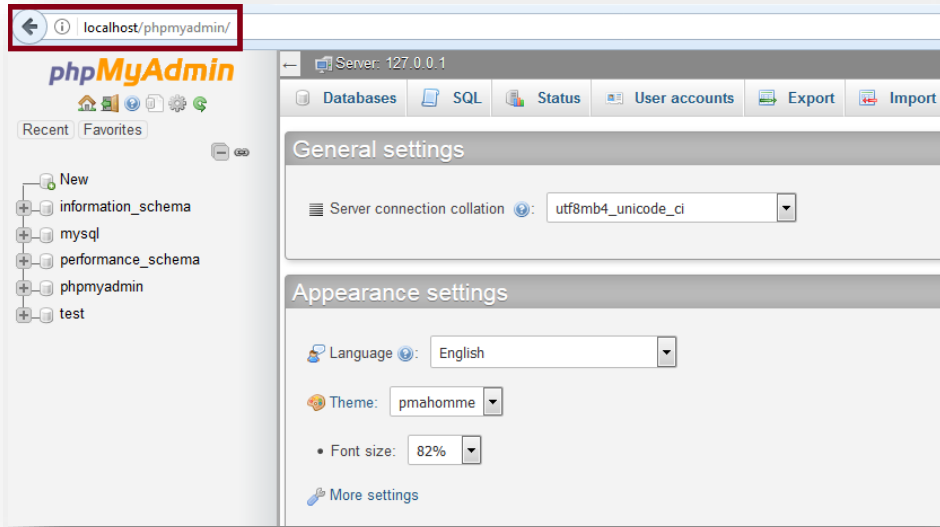 localhost/phpmyadmin/
phpMyAdmin
Recent Favorites
New
information_schema
mysql
performance_schema
phpmyadmin
test
Server: 127.0.0.1
Databases SQL Status User accounts Export Import
General settings
Server connection collation : utf8mb4_unicode_ci
Appearance settings
Language : English
Theme: pmahomme
• Font size: 82%
More settings